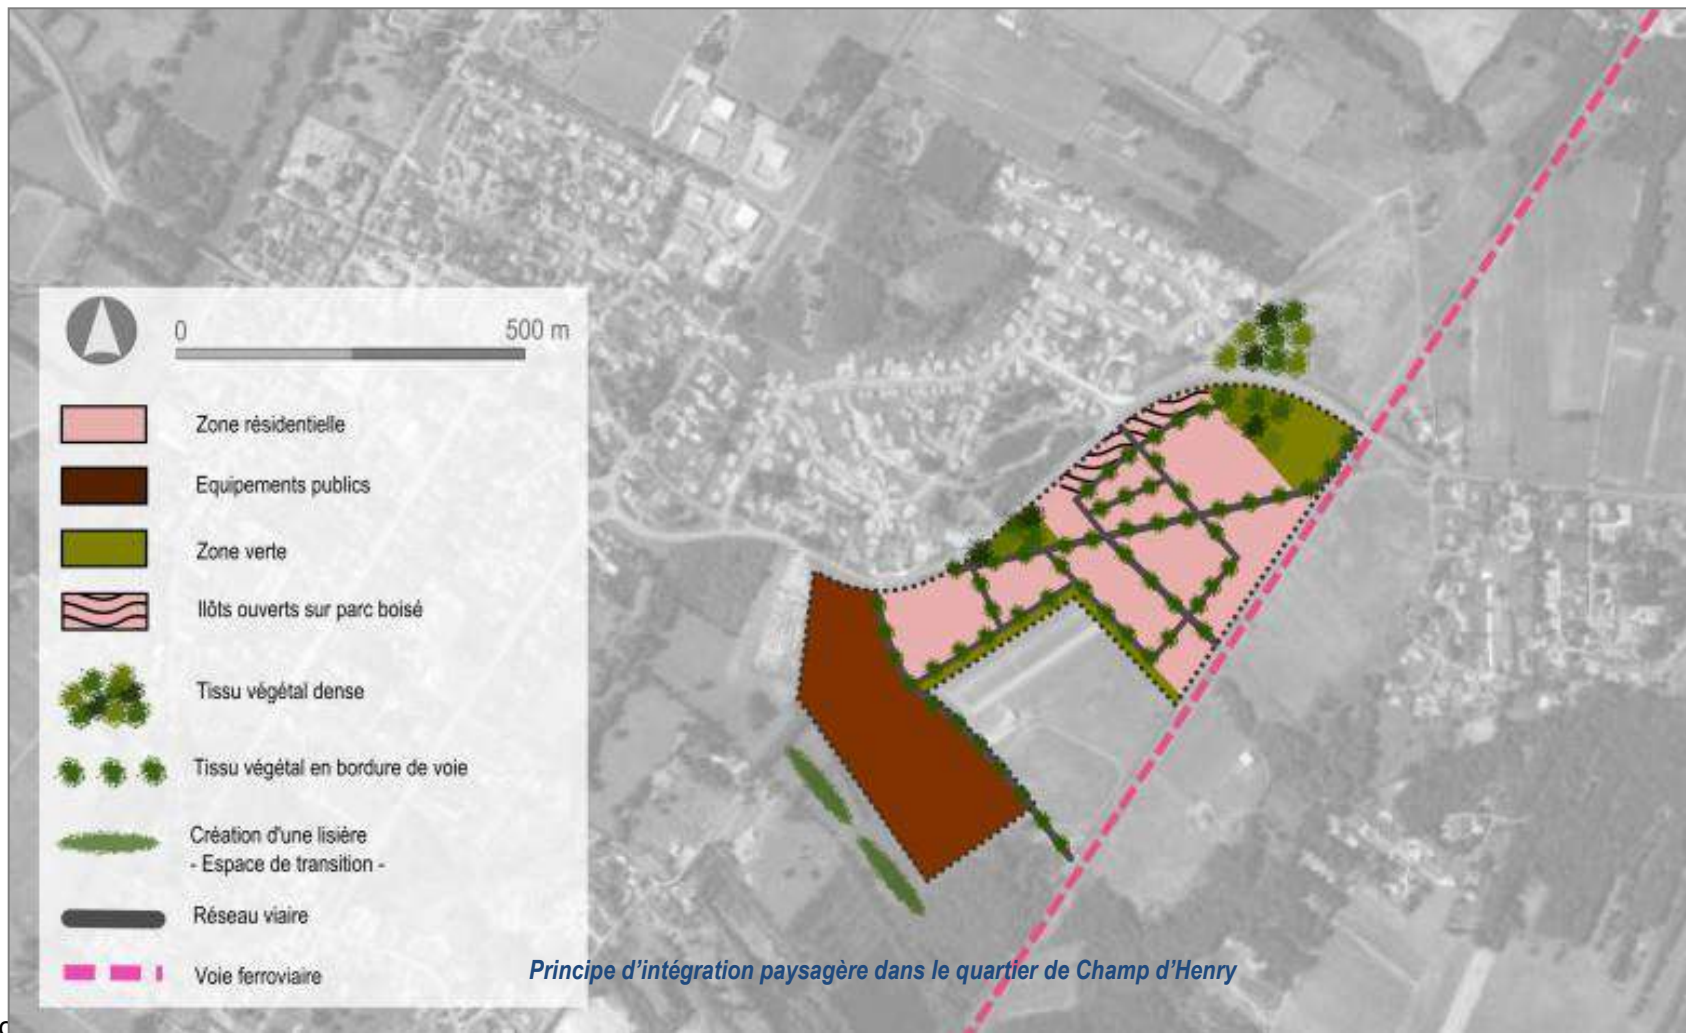 0 500 m
Zone résidentielle
Equipements publics
Zone verte
Ilôts ouverts sur parc boisé
Tissu végétal dense
Tissu végétal en bordure de voie
Création d'une lisière
- Espace de transition -
Réseau viaire
Voie ferroviaire
Principe d'intégration paysagère dans le quartier de Champ d'Henry